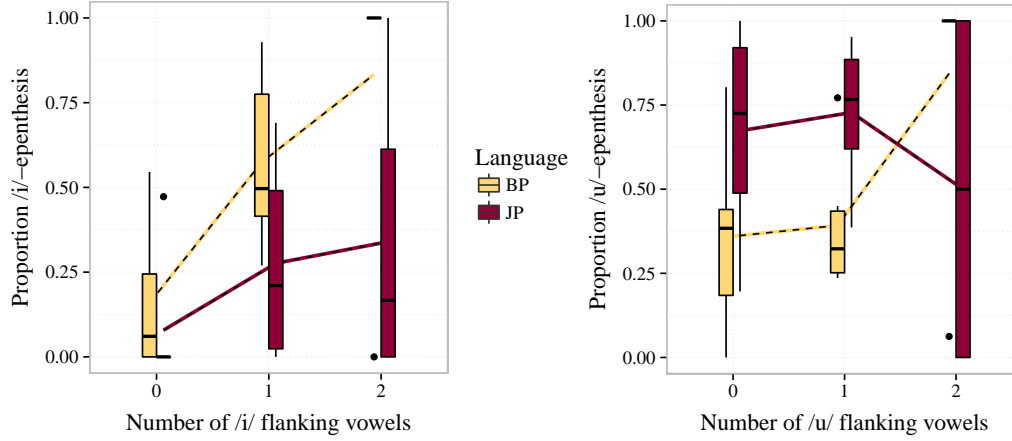 Proportion /i/−epenthesis
1.00
0.75
0.50
0.25
0.00
0
1
2
Number of /i/ flanking vowels
Language
BP
JP
Proportion /u/−epenthesis
1.00
0.75
0.50
0.25
0.00
0
1
2
Number of /u/ flanking vowels